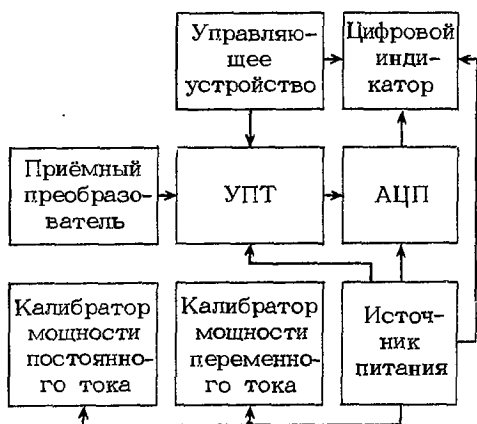 Управляю-
щее
устройство
Цифровой
инди-
катор
Приёмный
преобразо-
ватель
УПТ
АЦП
Калибратор
мощности
постоянно-
го тока
Калибратор
мощности
переменно-
го тока
Источ-
ник
питания